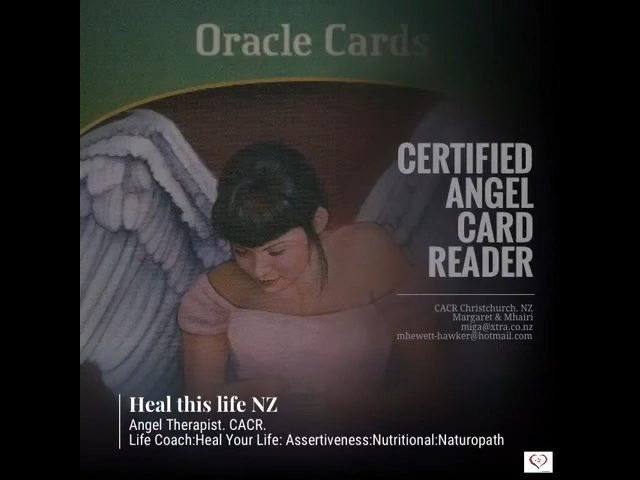 Oracle Cards
CERTIFIED
ANGEL
CARD
READER
CACR Christchurch. NZ
Margaret & Mhairi
miga@xtra.co.nz
mhewett-hawker@hotmail.com
Heal this life NZ
Angel Therapist. CACR.
Life Coach:Heal Your Life: Assertiveness:Nutritional:Naturopath